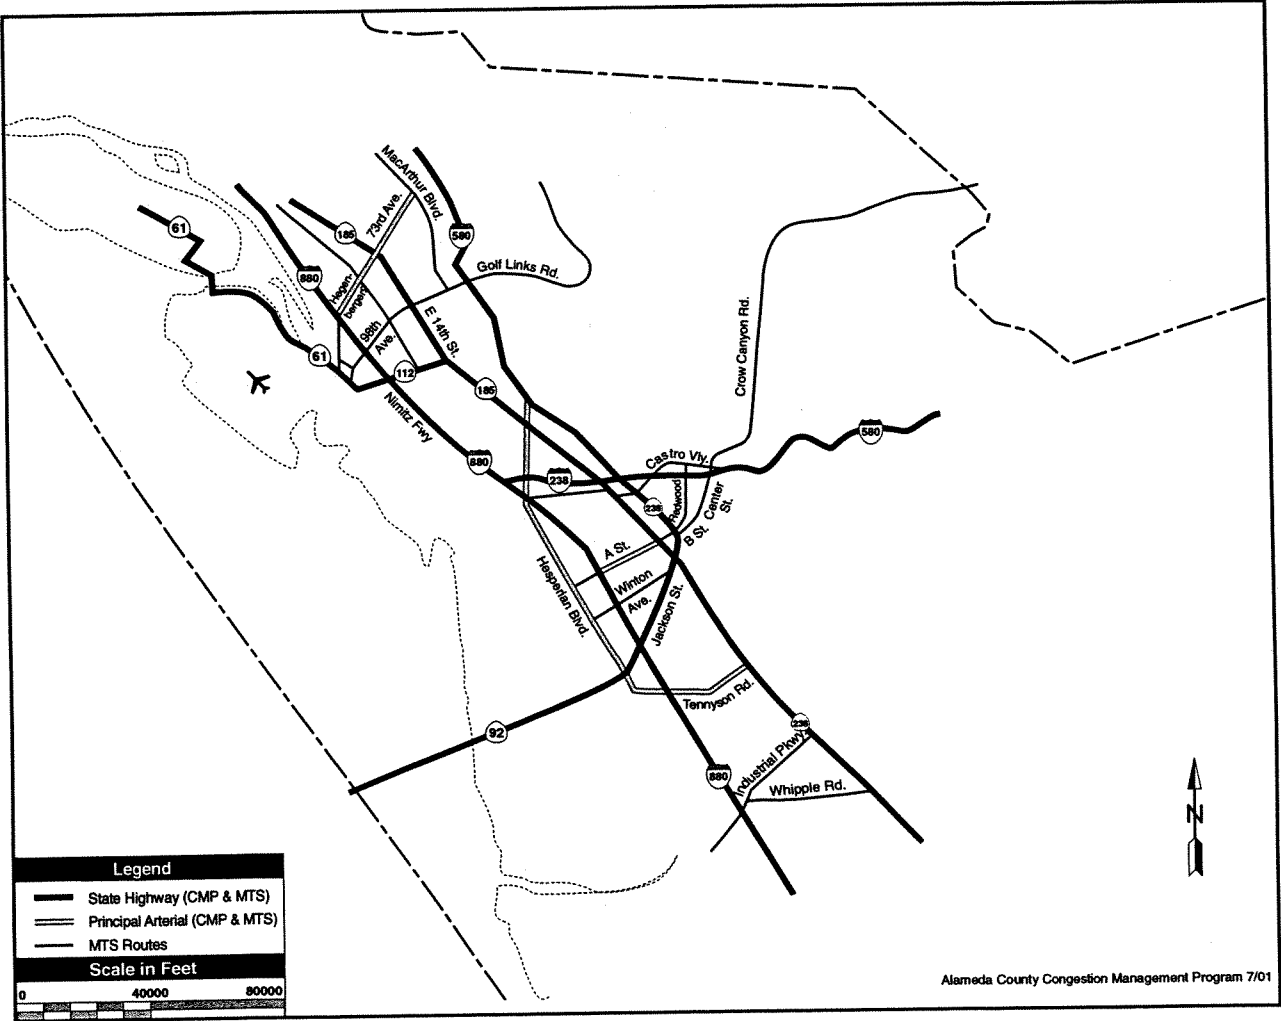 MacArthur Blvd.
73rd Ave.
61
185
580
880
Hegen-
berger
Golf Links Rd.
98th
Ave.
E 14th St.
Crow Canyon Rd.
61
112
185
Nimitz Fwy
580
880
238
Castro Vly.
Redwood
Center
St.
238
B St.
A St.
Hesperian Blvd.
Winton
Ave.
Jackson St.
Tennyson Rd.
92
238
Industrial Pkwy.
880
Whipple Rd.
N
Legend
State Highway (CMP & MTS)
Principal Arterial (CMP & MTS)
MTS Routes
Scale in Feet
0 40000 80000
Alameda County Congestion Management Program 7/01